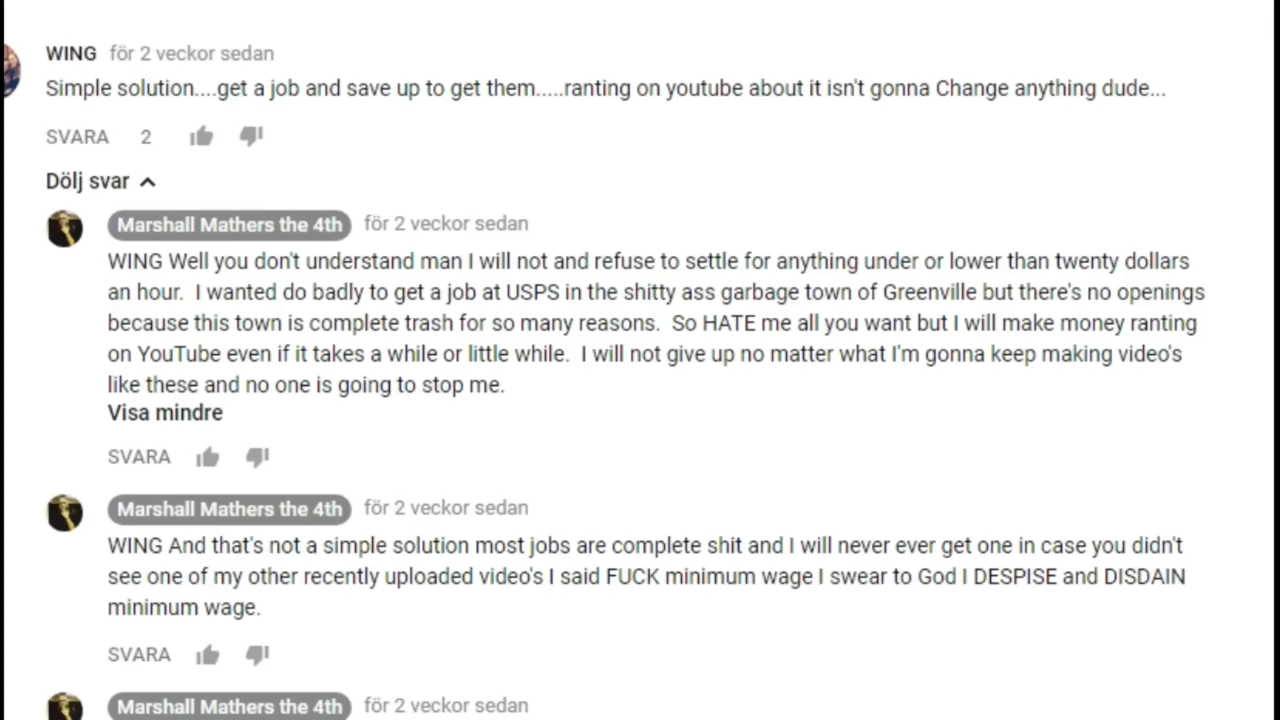 WING för 2 veckor sedan
Simple solution....get a job and save up to get them.....ranting on youtube about it isn't gonna Change anything dude...
SVARA 2
Dölj svar
Marshall Mathers the 4th för 2 veckor sedan
WING Well you don't understand man I will not and refuse to settle for anything under or lower than twenty dollars
an hour. I wanted do badly to get a job at USPS in the shitty ass garbage town of Greenville but there's no openings
because this town is complete trash for so many reasons. So HATE me all you want but I will make money ranting
on YouTube even if it takes a while or little while. I will not give up no matter what I'm gonna keep making video's
like these and no one is going to stop me.
Visa mindre
SVARA
Marshall Mathers the 4th för 2 veckor sedan
WING And that's not a simple solution most jobs are complete shit and I will never ever get one in case you didn't
see one of my other recently uploaded video's I said FUCK minimum wage I swear to God I DESPISE and DISDAIN
minimum wage.
SVARA
Marshall Mathers the 4th för 2 veckor sedan